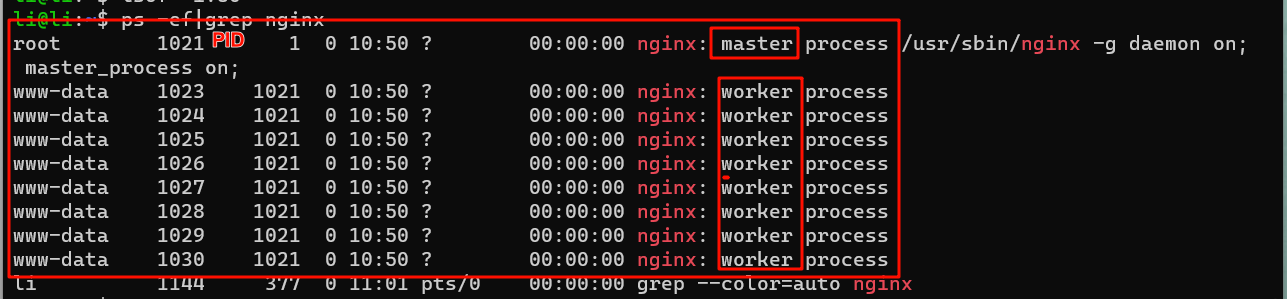 li@li:~$ ps -ef|grep nginx
root 1021 PID 1 0 10:50 ? 00:00:00 nginx: master process /usr/sbin/nginx -g daemon on;
master_process on;
www-data 1023 1021 0 10:50 ? 00:00:00 nginx: worker process
www-data 1024 1021 0 10:50 ? 00:00:00 nginx: worker process
www-data 1025 1021 0 10:50 ? 00:00:00 nginx: worker process
www-data 1026 1021 0 10:50 ? 00:00:00 nginx: worker process
www-data 1027 1021 0 10:50 ? 00:00:00 nginx: worker process
www-data 1028 1021 0 10:50 ? 00:00:00 nginx: worker process
www-data 1029 1021 0 10:50 ? 00:00:00 nginx: worker process
www-data 1030 1021 0 10:50 ? 00:00:00 nginx: worker process
li 1144 377 0 11:01 pts/0 00:00:00 grep --color=auto nginx